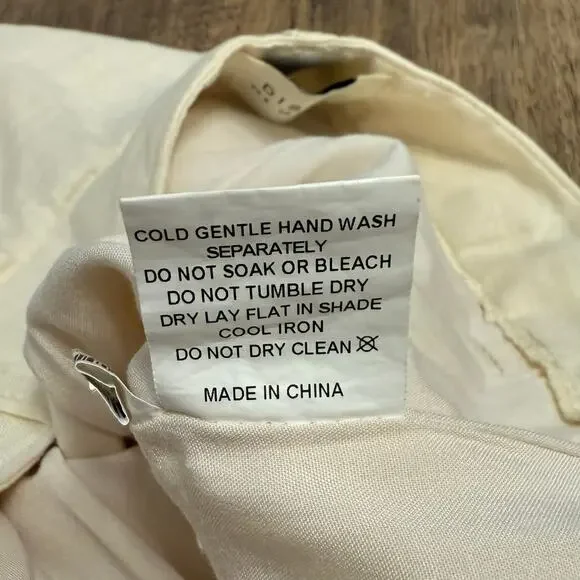 COLD GENTLE HAND WASH
SEPARATELY
DO NOT SOAK OR BLEACH
DO NOT TUMBLE DRY
DRY LAY FLAT IN SHADE
COOL IRON
DO NOT DRY CLEAN
MADE IN CHINA